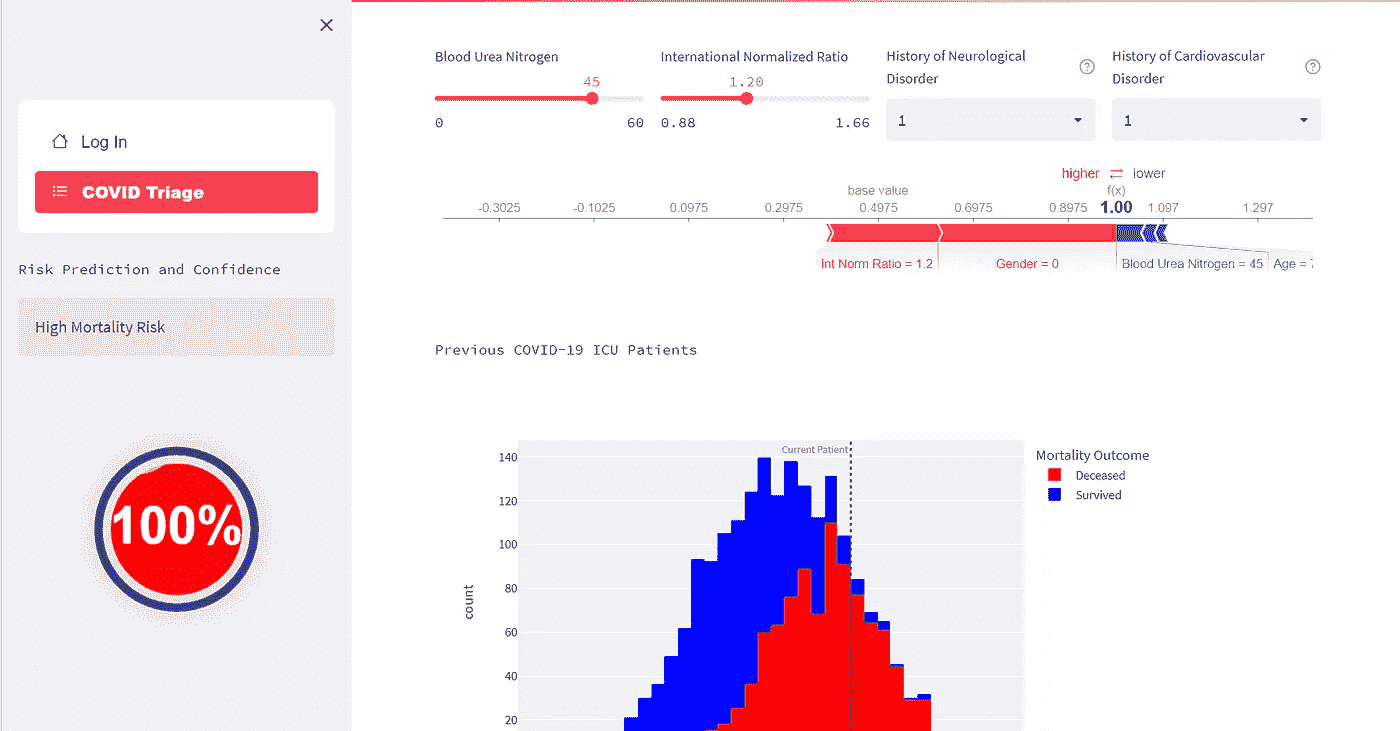 ×
Log In
COVID Triage
Risk Prediction and Confidence
High Mortality Risk
100%
Blood Urea Nitrogen
45
0 60
International Normalized Ratio
1.20
0.88 1.66
History of Neurological
Disorder
?
1
History of Cardiovascular
Disorder
?
1
higher ⇄ lower
base value f(x)
-0.3025 -0.1025 0.0975 0.2975 0.4975 0.6975 0.8975 1.00 1.097 1.297
Int Norm Ratio = 1.2 Gender = 0 Blood Urea Nitrogen = 45 Age =
Previous COVID-19 ICU Patients
Current Patient
140
120
100
80
60
40
20
count
Mortality Outcome
Deceased
Survived